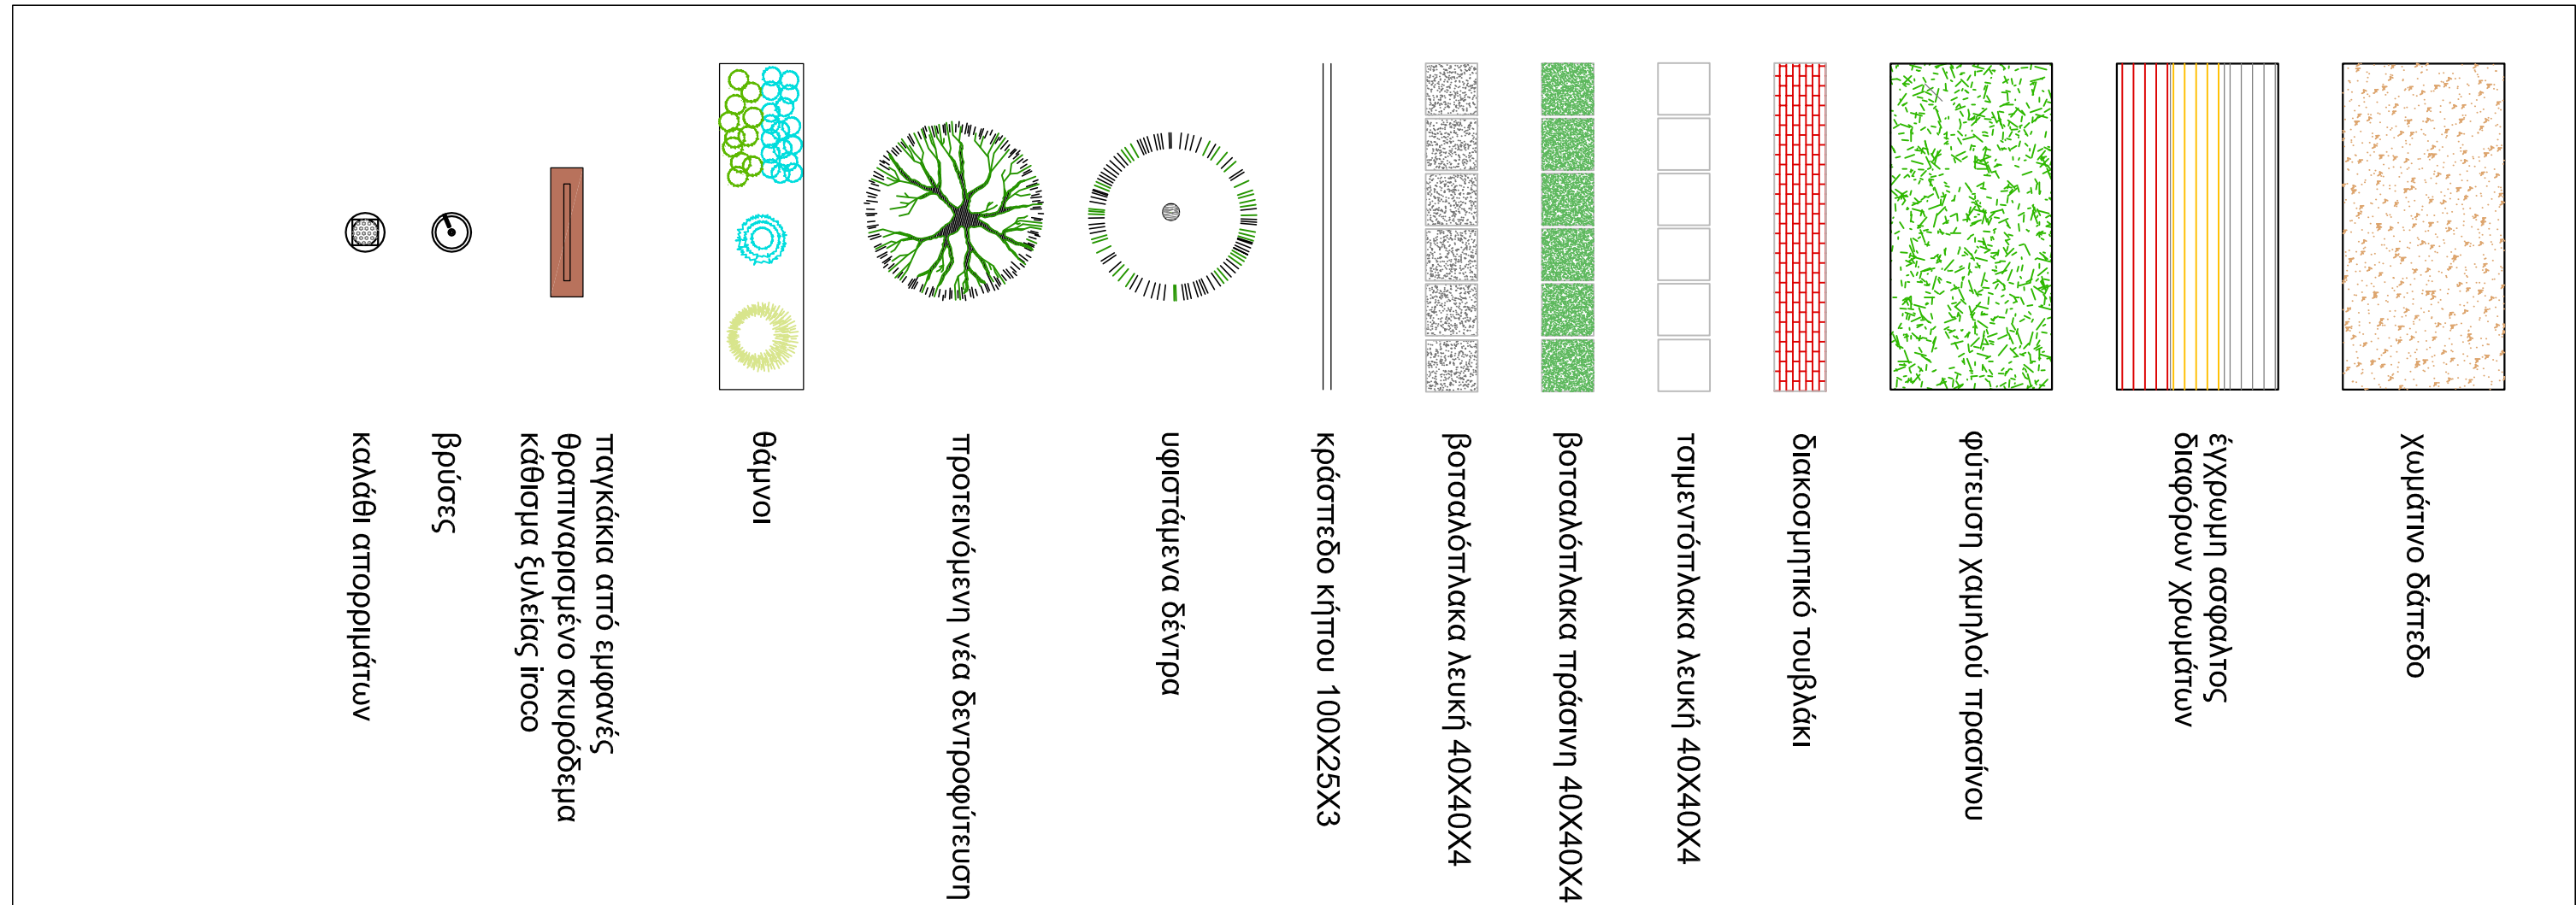 χωμάτινο δάπεδο
έγχρωμη ασφαλτος
διαφόρων χρωμάτων
φύτευση χαμηλού πρασίνου
διακοσμητικό τουβλάκι
τσιμεντόπλακα λευκή 40Χ40Χ4
βοτσαλόπλακα πράσινη 40Χ40Χ4
βοτσαλόπλακα λευκή 40Χ40Χ4
κράσπεδο κήπου 100Χ25Χ3
υφιστάμενα δέντρα
προτεινόμενη νέα δεντροφύτευση
θάμνοι
παγκάκια από εμφανές
θραπιναρισμένο σκυρόδεμα
κάθισμα ξυλείας iroco
βρύσες
καλάθι απορριμάτων